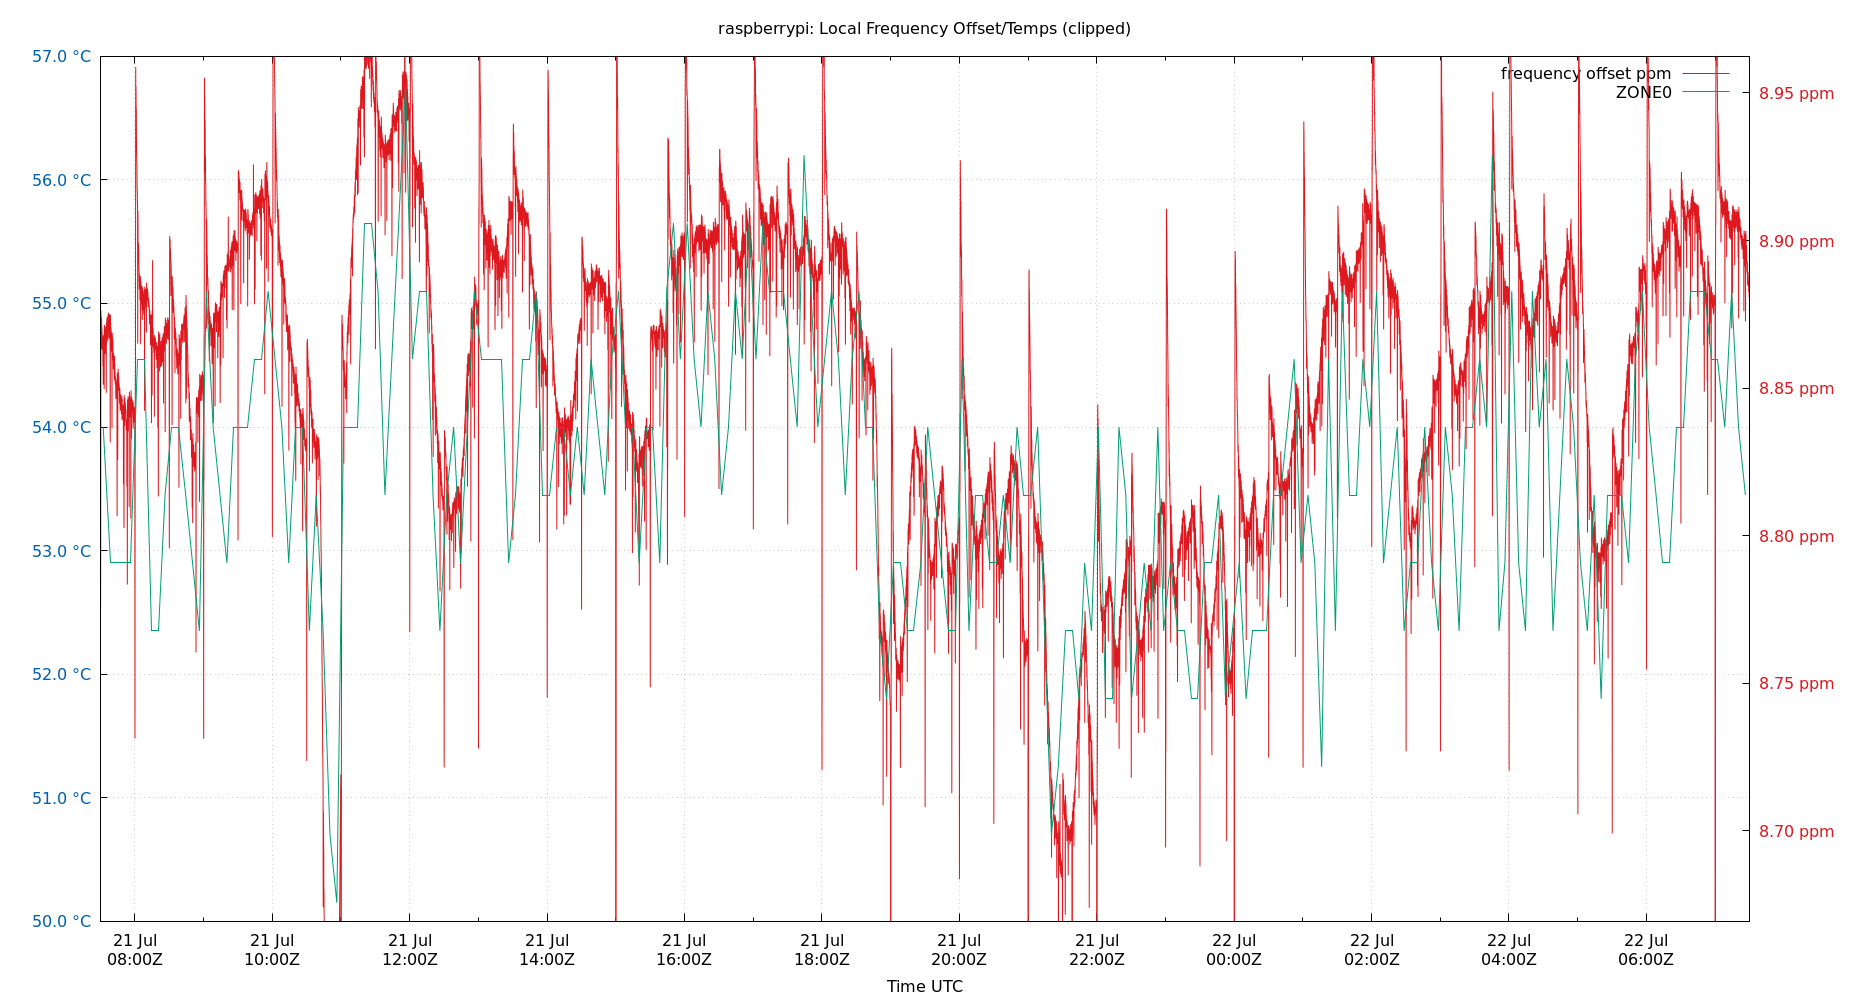 raspberrypi: Local Frequency Offset/Temps (clipped)
57.0 °C
56.0 °C
55.0 °C
54.0 °C
53.0 °C
52.0 °C
51.0 °C
50.0 °C
frequency offset ppm
ZONE0
8.95 ppm
8.90 ppm
8.85 ppm
8.80 ppm
8.75 ppm
8.70 ppm
21 Jul
08:00Z
21 Jul
10:00Z
21 Jul
12:00Z
21 Jul
14:00Z
21 Jul
16:00Z
21 Jul
18:00Z
21 Jul
20:00Z
21 Jul
22:00Z
22 Jul
00:00Z
22 Jul
02:00Z
22 Jul
04:00Z
22 Jul
06:00Z
Time UTC